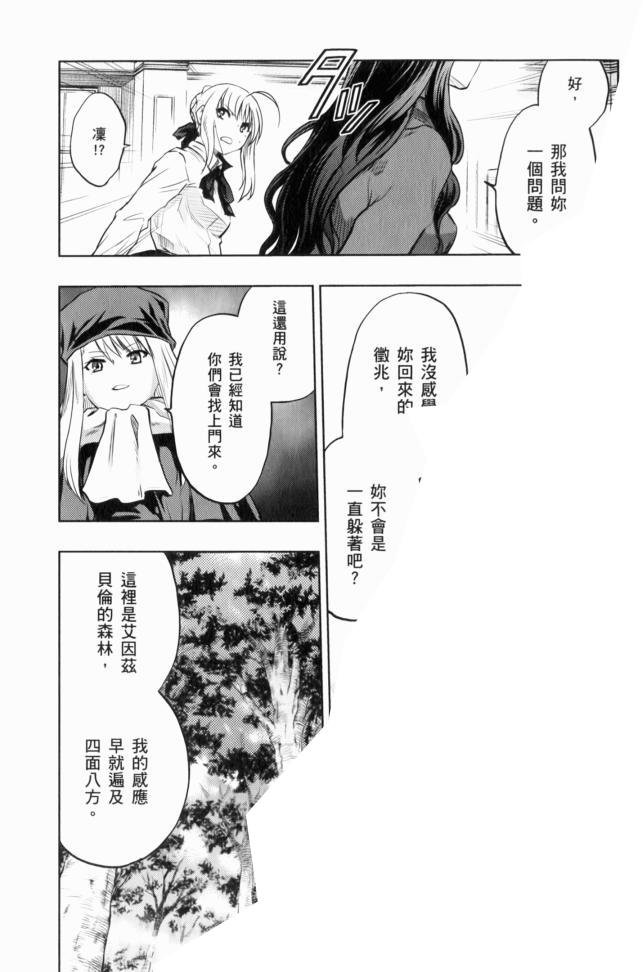 好，
那我問妳
一個問題。
凜
!?
我沒感
妳回來的
徵兆，
妳不會是
一直躲著吧？
這還用說？
我已經知道
你們會找上門來。
這裡是艾因茲
貝倫的森林，
我的感應
早就遍及
四面八方。